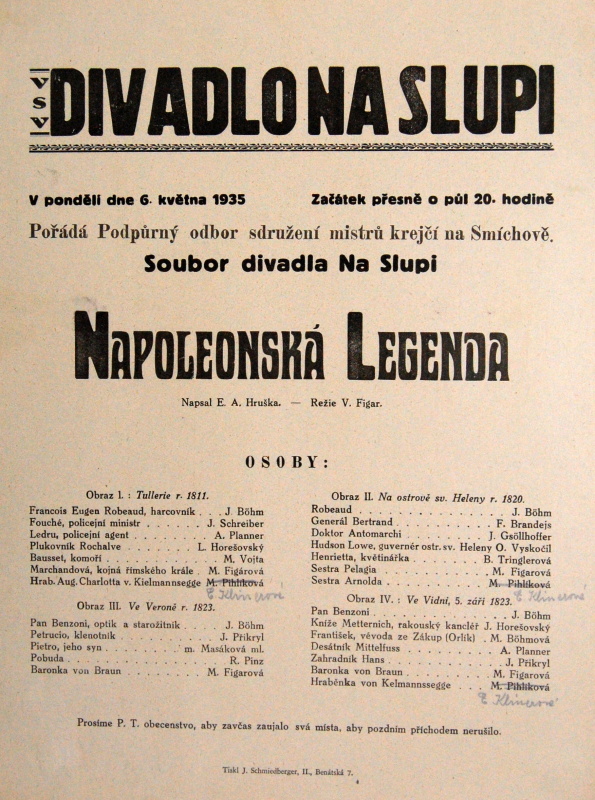 VSV DIVADLO NA SLUPI
V pondělí dne 6. května 1935 Začátek přesně o půl 20. hodině
Pořádá Podpůrný odbor sdružení mistrů krejčí na Smíchově.
Soubor divadla Na Slupi
NAPOLEONSKÁ LEGENDA
Napsal E. A. Hruška. — Režie V. Figar.
OSOBY:
Obraz I. : Tullerie r. 1811.
Francois Eugen Robeaud, harcovník . . J. Böhm
Fouché, policejní ministr . . . . . J. Schreiber
Ledru, policejní agent . . . . . . A. Planner
Plukovník Rochalve . . . . . L. Horešovský
Bausset, komoří . . . . . . . . M. Vojta
Marchandová, kojná římského krále . M. Figárová
Hrab. Aug. Charlotta v. Kielmannsegge M. Pihlíková
E Klingrová
Obraz III. Ve Veroně r. 1823.
Pan Benzoni, optik a starožitník . . . J. Böhm
Petrucio, klenotník . . . . . . . J. Přikryl
Pietro, jeho syn . . . . . m. Masáková ml.
Pobuda . . . . . . . . . . R. Pinz
Baronka von Braun . . . . . . M. Figarová
Obraz II. Na ostrově sv. Heleny r. 1820.
Robeaud . . . . . . . . . . J. Böhm
Generál Bertrand . . . . . . . F. Brandejs
Doktor Antomarchi . . . . . J. Gsöllhofer
Hudson Lowe, guvernér ostr. sv. Heleny O. Vyskočil
Henrietta, květinářka . . . . B. Tringlerová
Sestra Pelagia . . . . . . . M. Figarová
Sestra Arnolda . . . . . . . M. Pihlíková
E Klingrová
Obraz IV. : Ve Vídni, 5. září 1823.
Pan Benzoni . . . . . . . . . J. Böhm
Kníže Metternich, rakouský kancléř J. Horešovský
František, vévoda ze Zákup (Orlík) . M. Böhmová
Desátník Mittelfuss . . . . . . A. Planner
Zahradník Hans . . . . . . . . J. Přikryl
Baronka von Braun . . . . . . M. Figarová
Hraběnka von Kelmannssegge . . . M. Pihlíková
E Klingrová
Prosíme P. T. obecenstvo, aby zavčas zaujalo svá místa, aby pozdním příchodem nerušilo.
Tiskl J. Schmiedberger, II., Benátská 7.
4